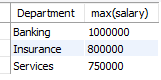 Department max(salary)
Banking 1000000
Insurance 800000
Services 750000